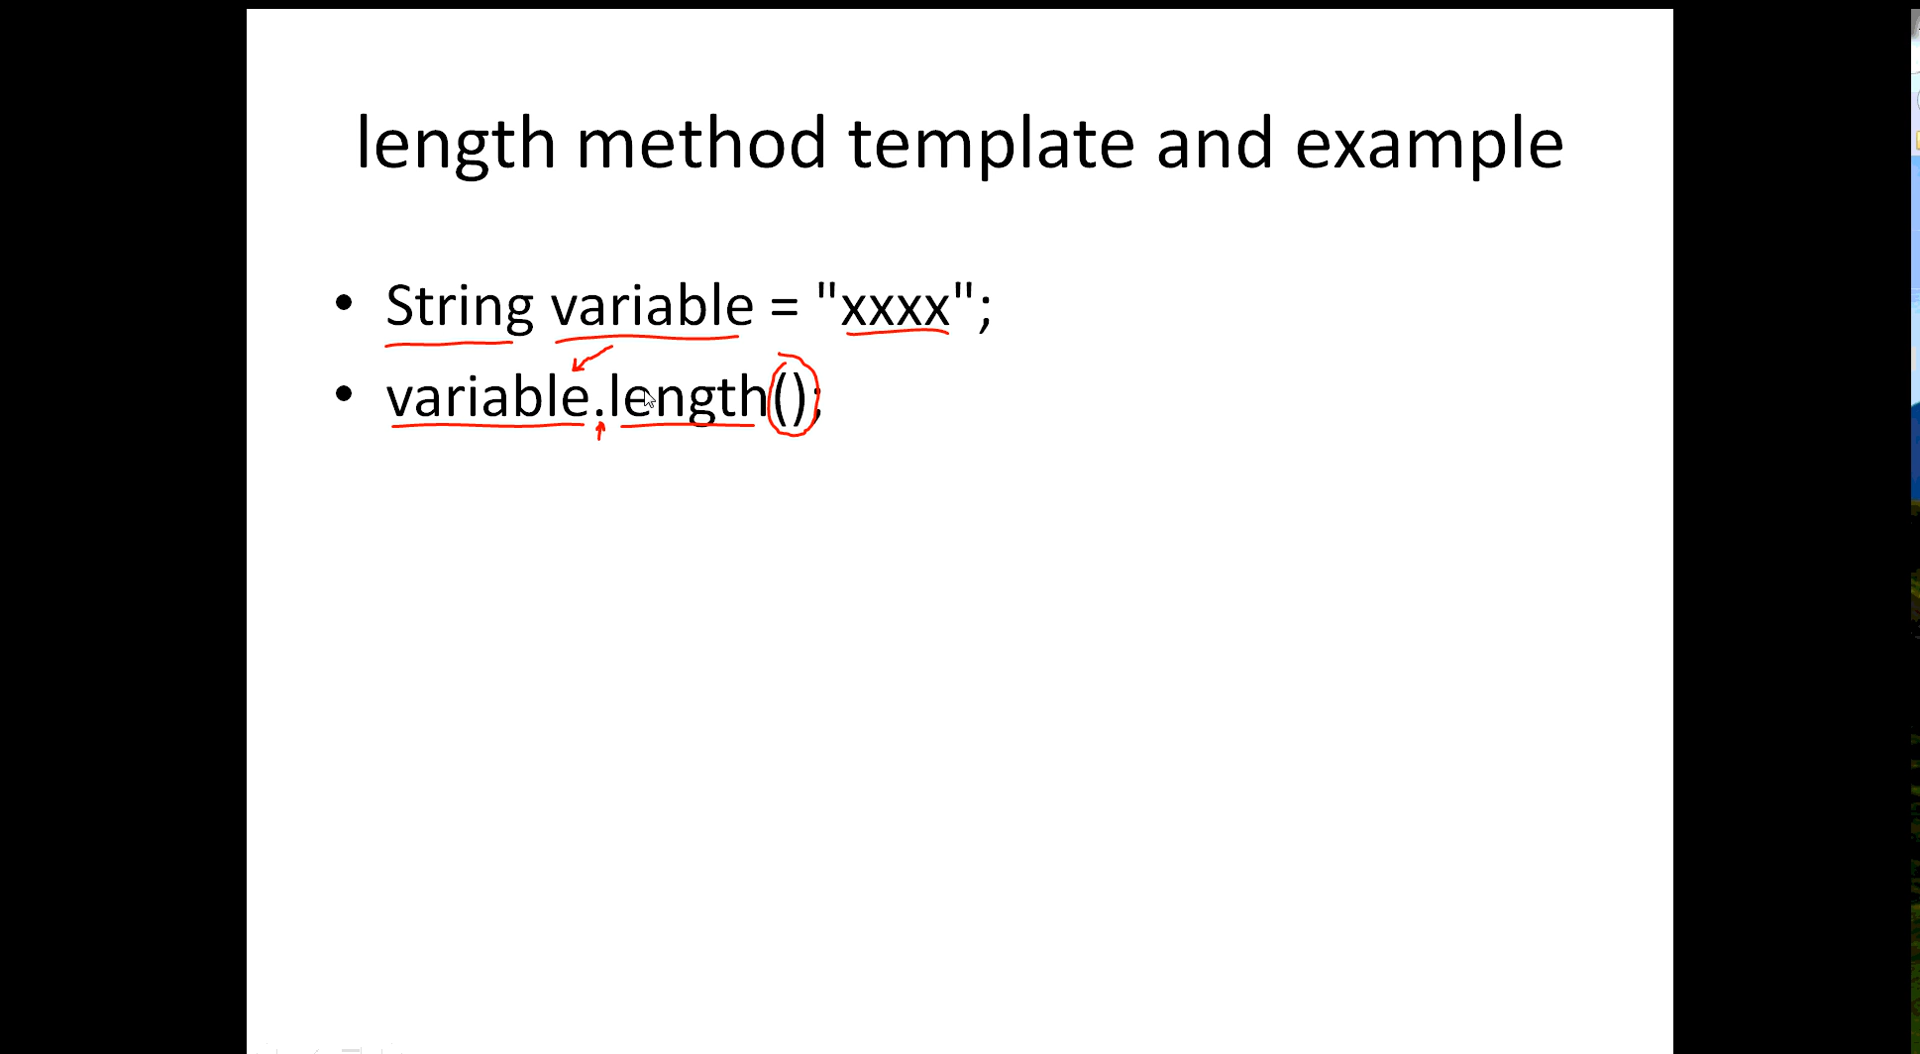 length method template and example
• String variable = "xxxx";
• variable.length();